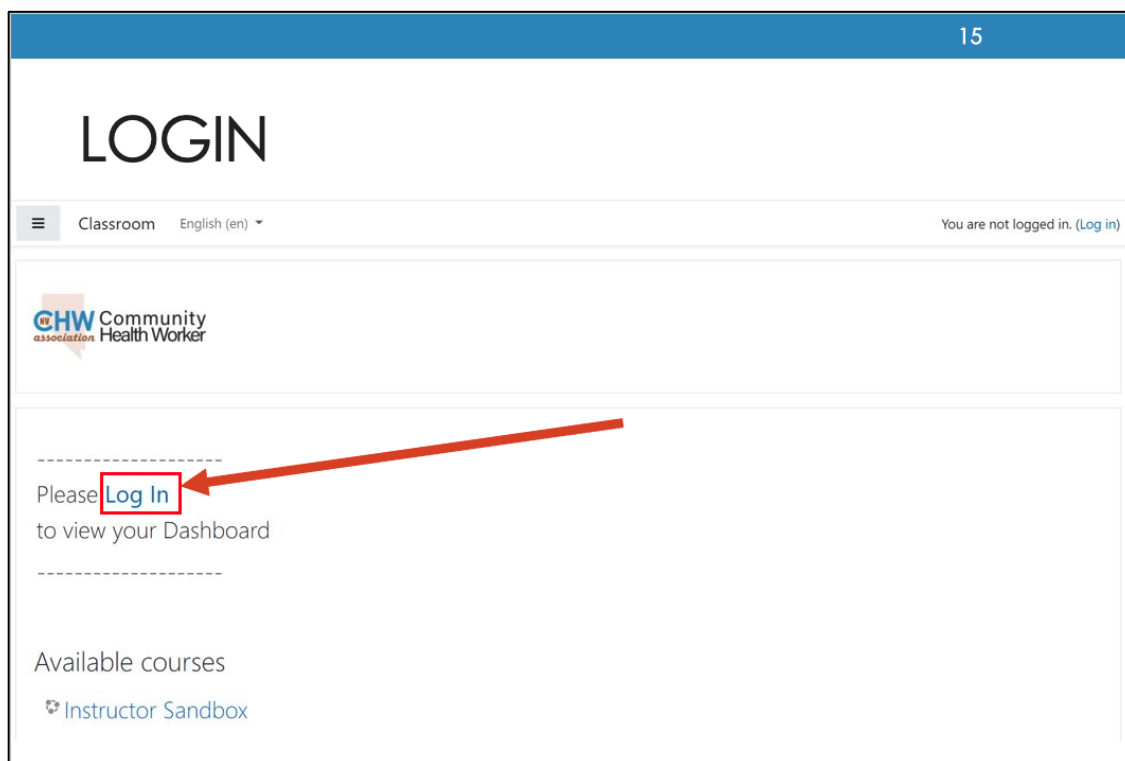 15
LOGIN
Classroom English (en)
You are not logged in. (Log in)
NV CHW Community
association Health Worker
--------------------
Please Log In
to view your Dashboard
--------------------
Available courses
Instructor Sandbox